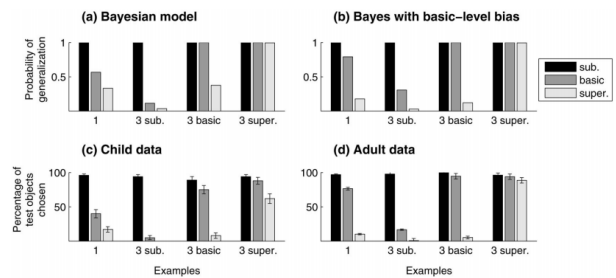 (a) Bayesian model
(b) Bayes with basic-level bias
Probability of
generalization
1
0.5
1
3 sub.
3 basic
3 super.
1
0.5
1
3 sub.
3 basic
3 super.
sub.
basic
super.
(c) Child data
(d) Adult data
Percentage of
test objects
chosen
100
50
1
3 sub.
3 basic
3 super.
Examples
100
50
1
3 sub.
3 basic
3 super.
Examples